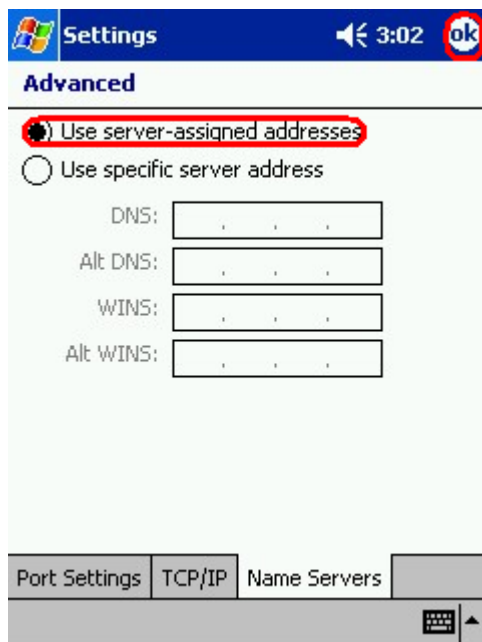 Settings 3:02 ok
Advanced
Use server-assigned addresses
Use specific server address
DNS: . . .
Alt DNS: . . .
WINS: . . .
Alt WINS: . . .
Port Settings TCP/IP Name Servers